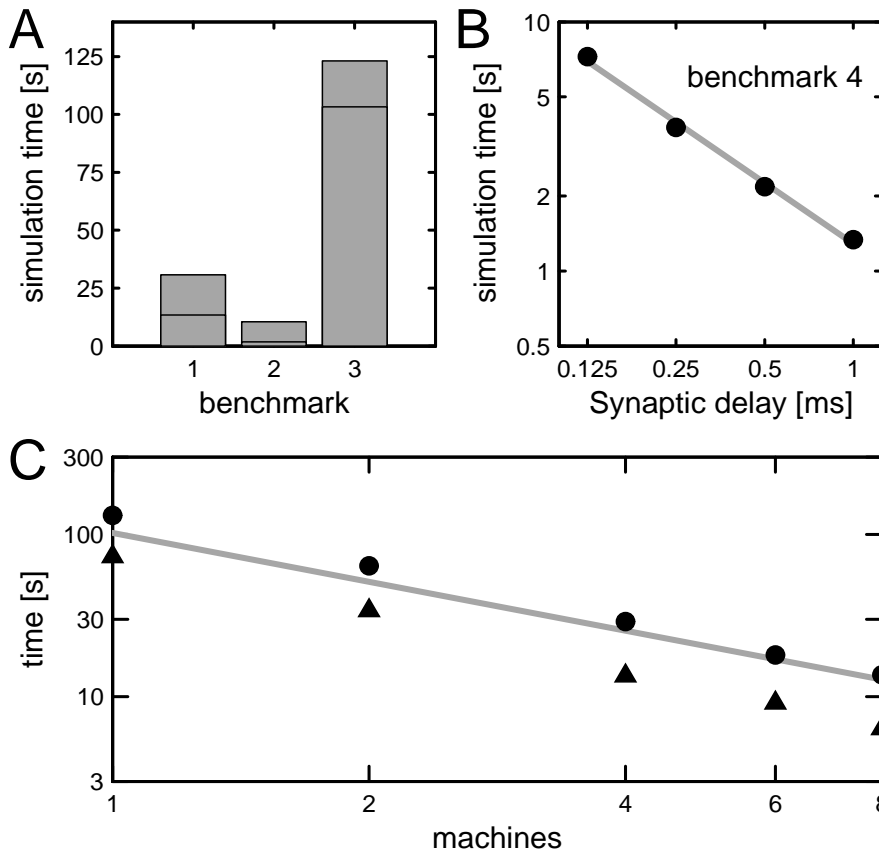 A
simulation time [s]
125
100
75
50
25
0
1 2 3
benchmark
B
simulation time [s]
10
5
2
1
0.5
benchmark 4
0.125 0.25 0.5 1
Synaptic delay [ms]
C
time [s]
300
100
30
10
3
1 2 4 6 8
machines